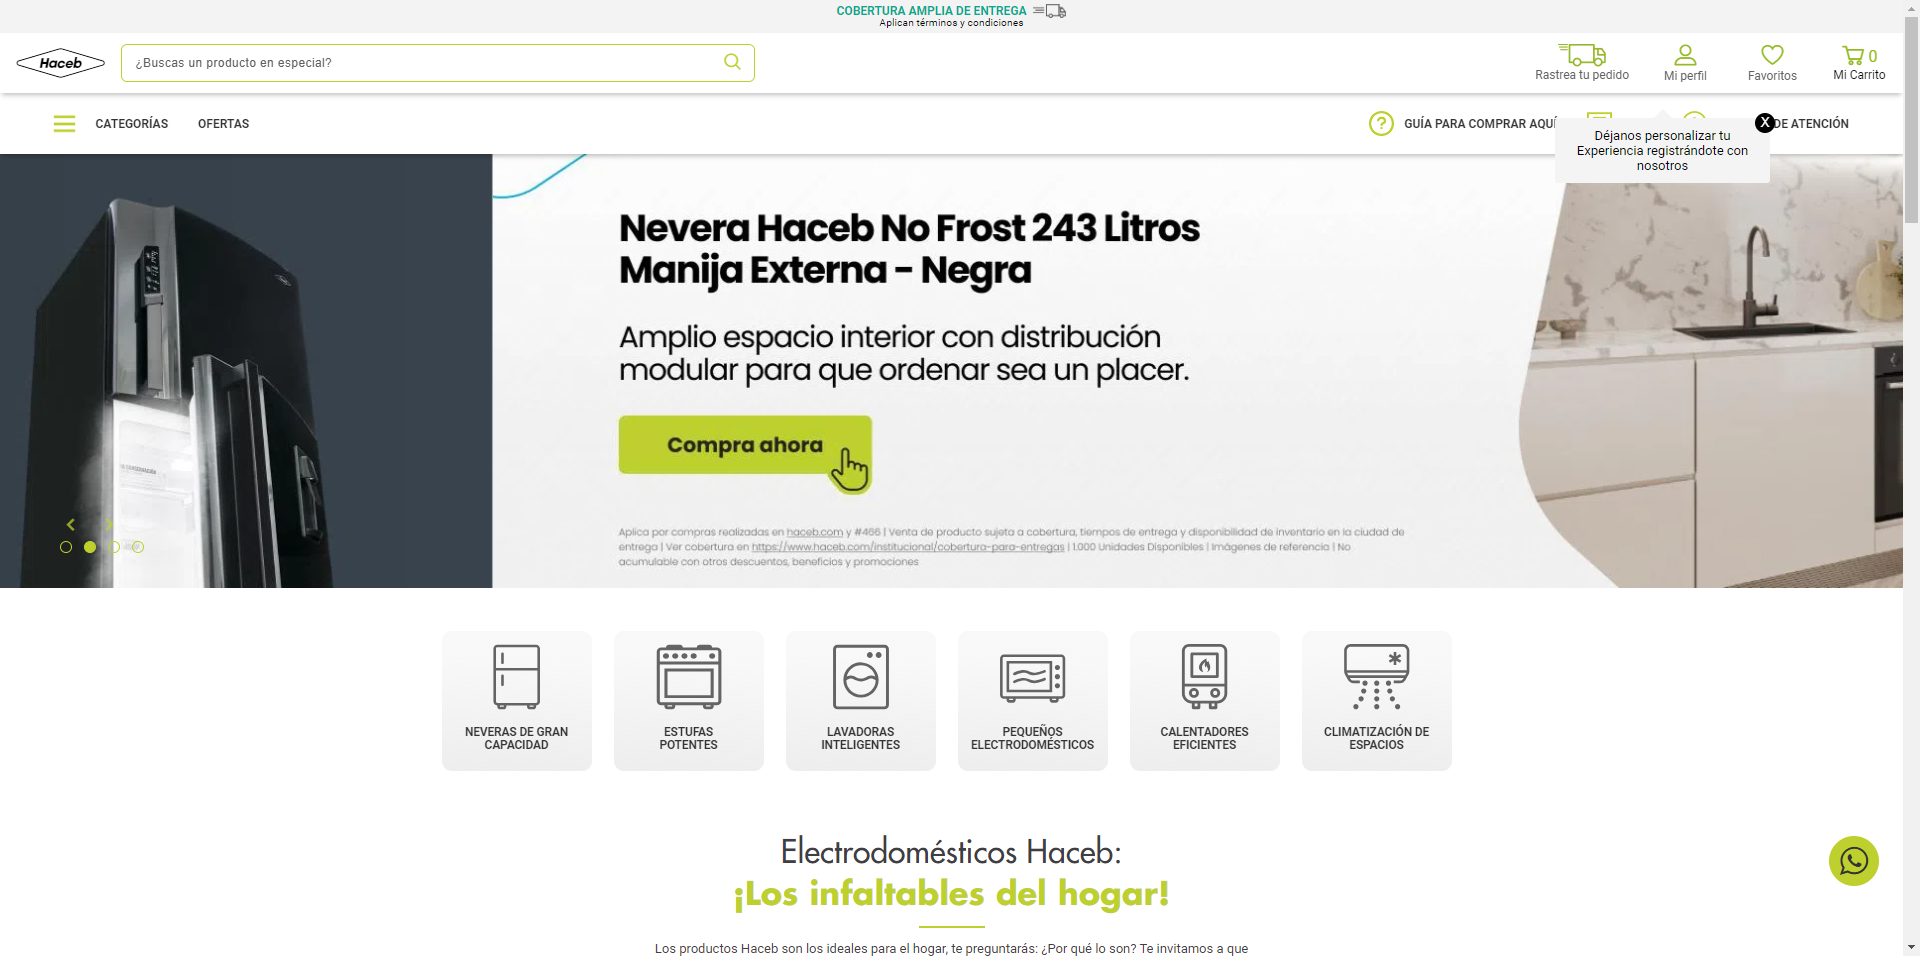 COBERTURA AMPLIA DE ENTREGA
Aplican términos y condiciones
Haceb
¿Buscas un producto en especial?
Rastrea tu pedido
Mi perfil
Favoritos
0
Mi Carrito
CATEGORÍAS
OFERTAS
GUÍA PARA COMPRAR AQUÍ
DE ATENCIÓN
X
Déjanos personalizar tu
Experiencia registrándote con
nosotros
Nevera Haceb No Frost 243 Litros
Manija Externa - Negra
Amplio espacio interior con distribución
modular para que ordenar sea un placer.
Compra ahora
Aplica por compras realizadas en haceb.com y #466 | Venta de producto sujeta a cobertura, tiempos de entrega y disponibilidad de inventario en la ciudad de
entrega | Ver cobertura en https://www.haceb.com/institucional/cobertura-para-entregas | 1.000 Unidades Disponibles | Imágenes de referencia | No
acumulable con otros descuentos, beneficios y promociones
NEVERAS DE GRAN
CAPACIDAD
ESTUFAS
POTENTES
LAVADORAS
INTELIGENTES
PEQUEÑOS
ELECTRODOMÉSTICOS
CALENTADORES
EFICIENTES
CLIMATIZACIÓN DE
ESPACIOS
Electrodomésticos Haceb:
¡Los infaltables del hogar!
Los productos Haceb son los ideales para el hogar, te preguntarás: ¿Por qué lo son? Te invitamos a que